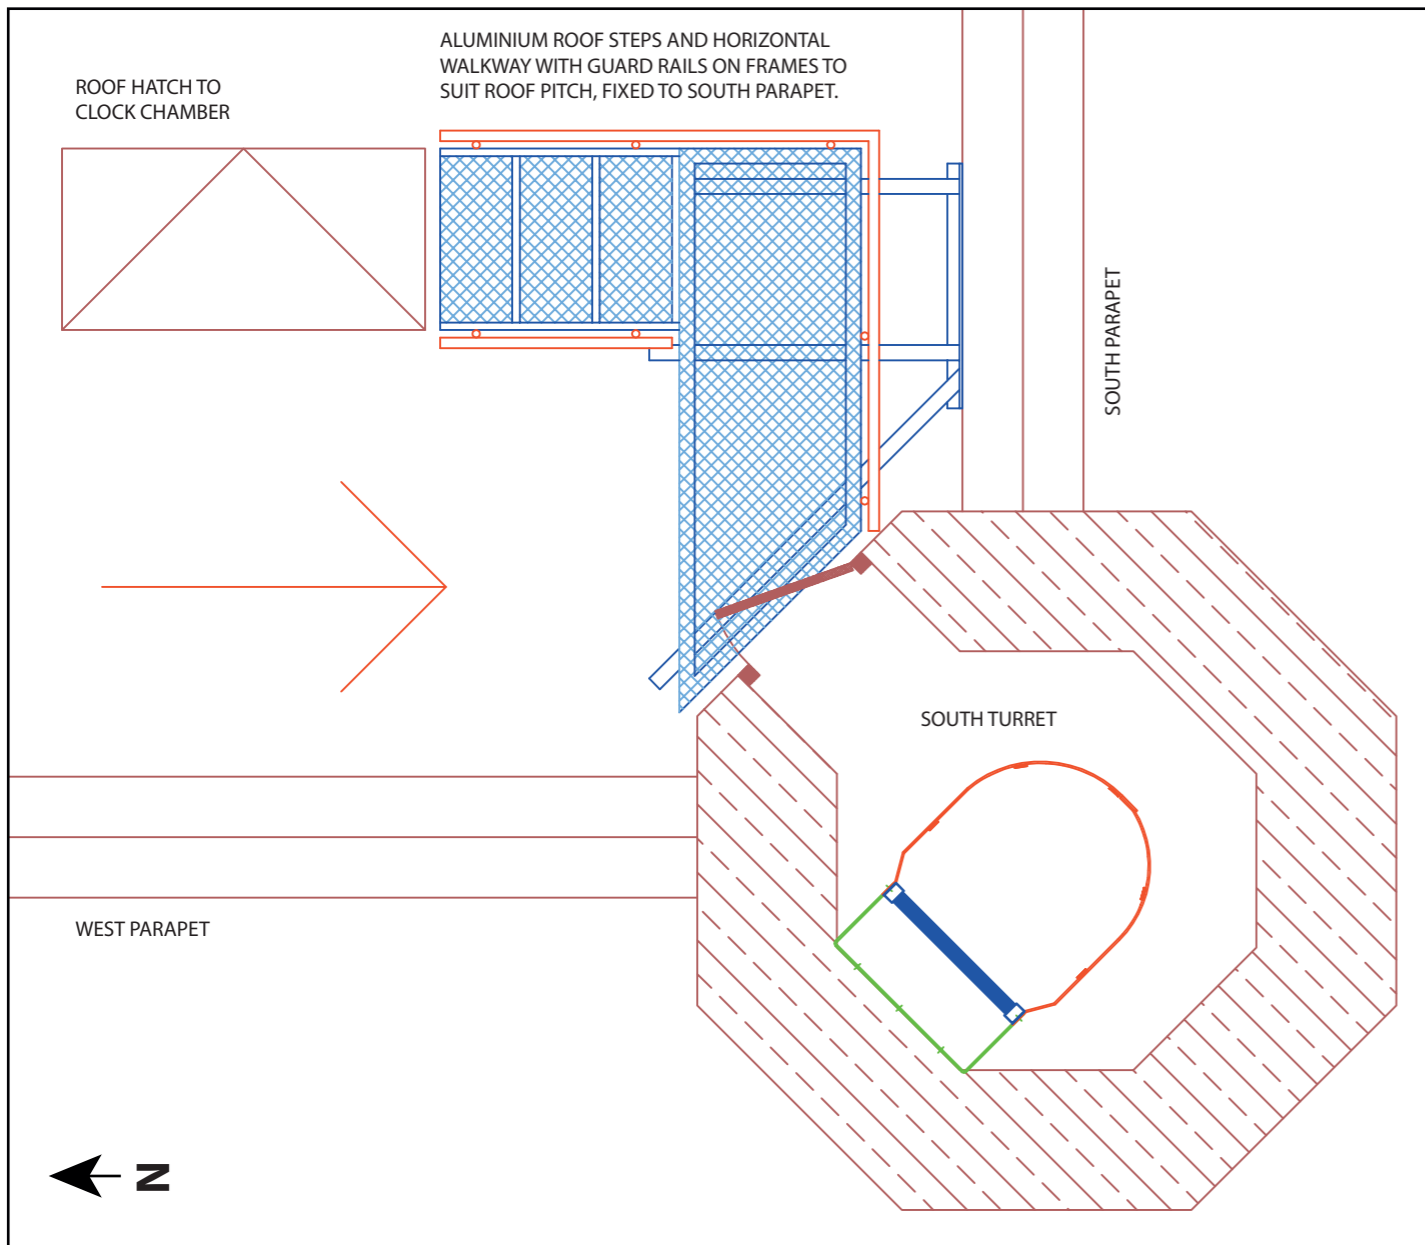 ALUMINIUM ROOF STEPS AND HORIZONTAL
WALKWAY WITH GUARD RAILS ON FRAMES TO
SUIT ROOF PITCH, FIXED TO SOUTH PARAPET.
ROOF HATCH TO
CLOCK CHAMBER
SOUTH PARAPET
SOUTH TURRET
WEST PARAPET
N